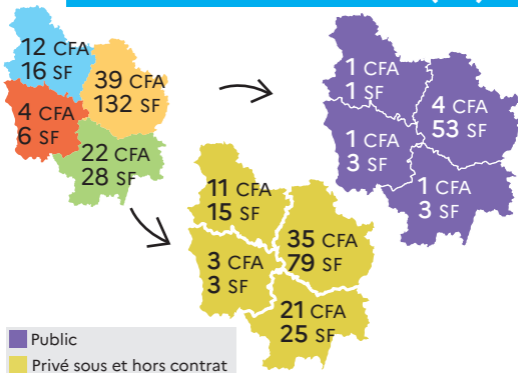 12 CFA
16 SF
39 CFA
132 SF
4 CFA
6 SF
22 CFA
28 SF
1 CFA
1 SF
4 CFA
53 SF
1 CFA
3 SF
1 CFA
3 SF
11 CFA
15 SF
35 CFA
79 SF
3 CFA
3 SF
21 CFA
25 SF
Public
Privé sous et hors contrat